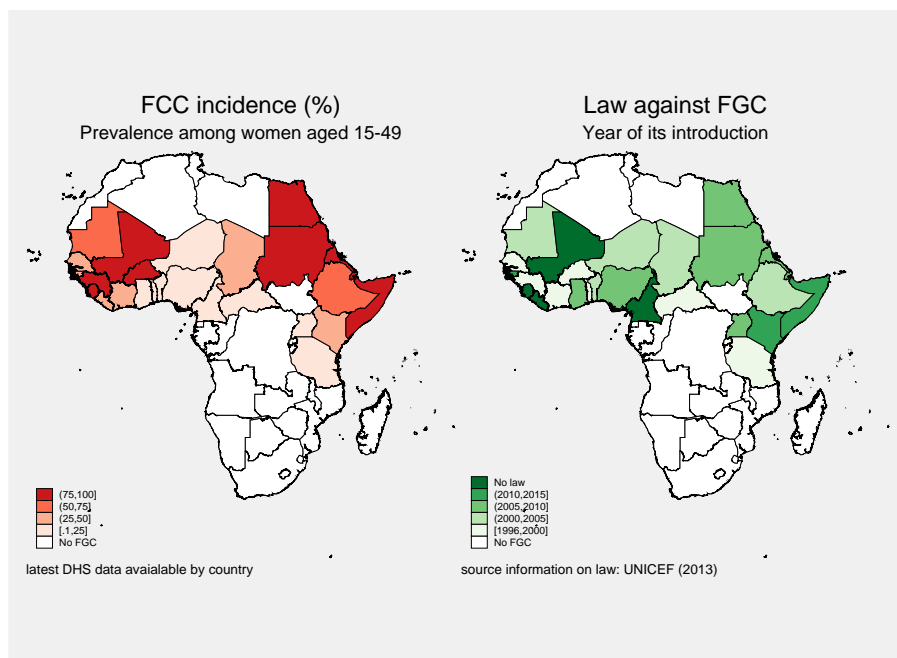 FCC incidence (%)
Prevalence among women aged 15-49
(75,100]
(50,75]
(25,50]
[.1,25]
No FGC
latest DHS data avaialable by country
Law against FGC
Year of its introduction
No law
(2010,2015]
(2005,2010]
(2000,2005]
[1996,2000]
No FGC
source information on law: UNICEF (2013)